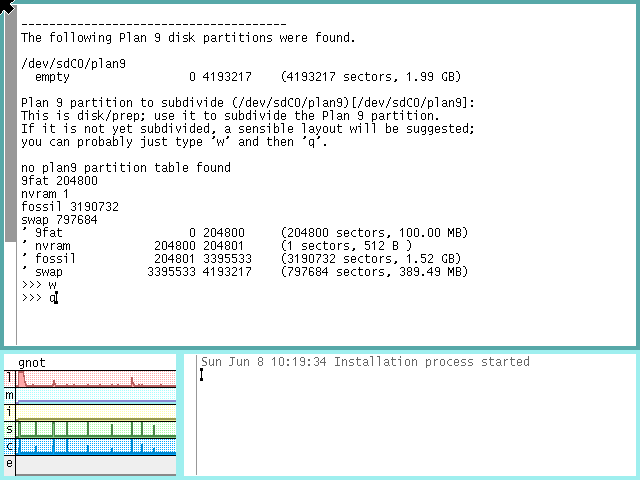 ------------------------------------
The following Plan 9 disk partitions were found.
/dev/sdC0/plan9
empty 0 4193217 (4193217 sectors, 1.99 GB)
Plan 9 partition to subdivide (/dev/sdC0/plan9)[/dev/sdC0/plan9]:
This is disk/prep; use it to subdivide the Plan 9 partition.
If it is not yet subdivided, a sensible layout will be suggested;
you can probably just type 'w' and then 'q'.
no plan9 partition table found
9fat 204800
nvram 1
fossil 3190732
swap 797684
' 9fat 0 204800 (204800 sectors, 100.00 MB)
' nvram 204800 204801 (1 sectors, 512 B )
' fossil 204801 3395533 (3190732 sectors, 1.52 GB)
' swap 3395533 4193217 (797684 sectors, 389.49 MB)
>>> w
>>> q
gnot
l
m
i
s
c
e
Sun Jun 8 10:19:34 Installation process started